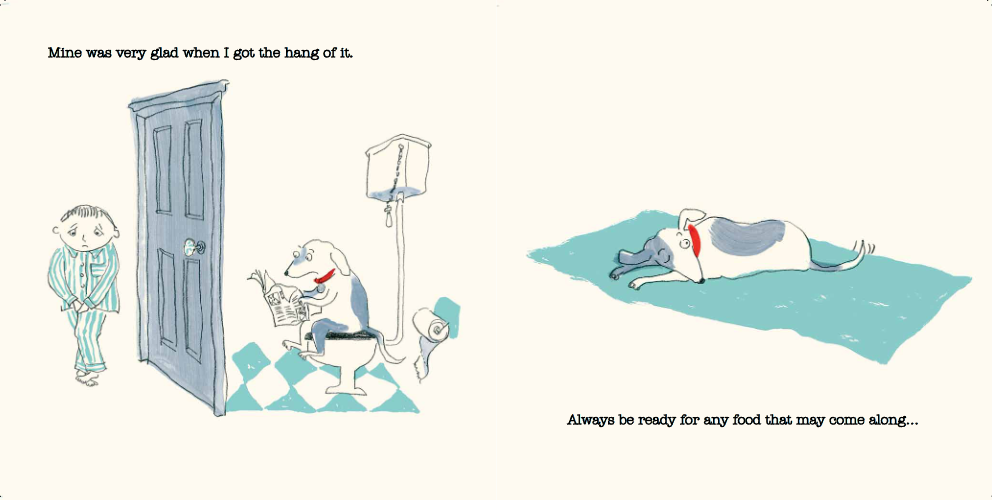 Mine was very glad when I got the hang of it.
Always be ready for any food that may come along...